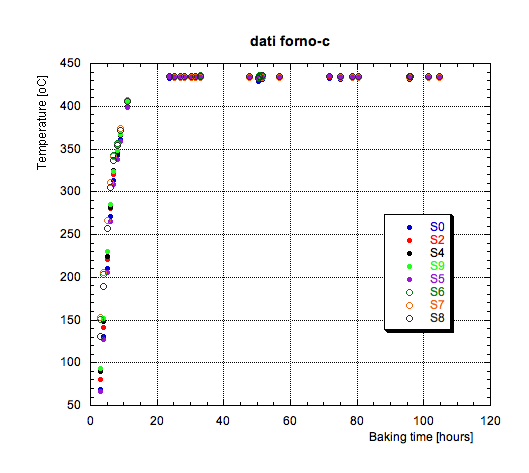 dati forno-c
Termperature [oC]
450
400
350
300
250
200
150
100
50
S0
S2
S4
S9
S5
S6
S7
S8
0 20 40 60 80 100 120
Baking time [hours]